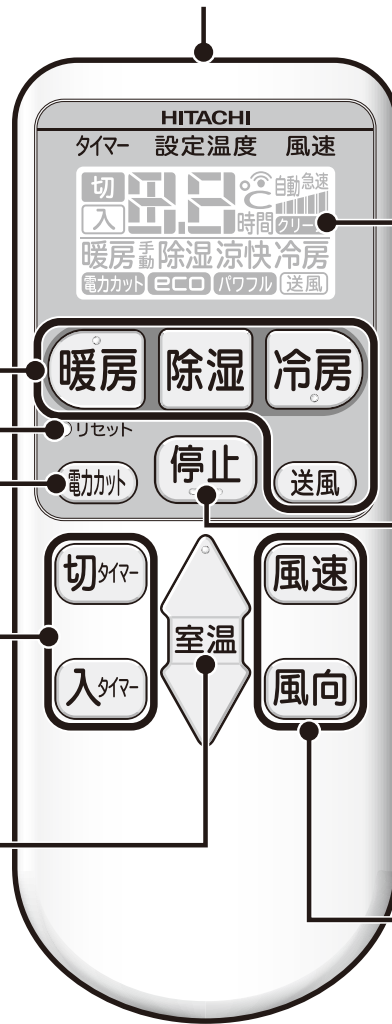 HITACHI
タイマー 設定温度 風速
切 8.8 ℃ 自動 急速
入 時間 クリーン
暖房 手動 除湿 涼快 冷房
電力カット eco パワフル 送風
暖房 除湿 冷房
リセット
電力カット 停止 送風
切タイマー 風速
室温
入タイマー 風向